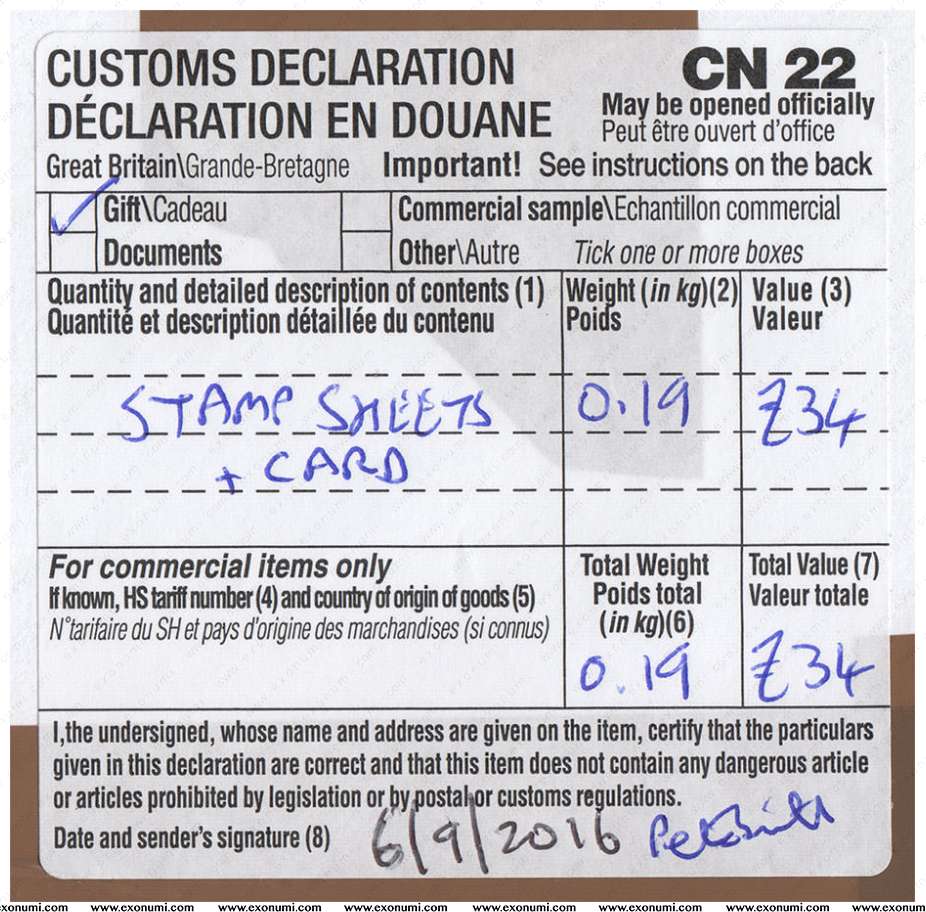 CUSTOMS DECLARATION
CN 22
DÉCLARATION EN DOUANE
May be opened officially
Peut être ouvert d'office
Great Britain\Grande-Bretagne
Important! See instructions on the back
Gift\Cadeau
Commercial sample\Echantillon commercial
Documents
Other\Autre
Tick one or more boxes
Quantity and detailed description of contents (1)
Quantité et description détaillée du contenu
Weight (in kg)(2)
Poids
Value (3)
Valeur
STAMP SHEETS
0.19
£34
+ CARD
For commercial items only
If known, HS tariff number (4) and country of origin of goods (5)
N°tarifaire du SH et pays d'origine des marchandises (si connus)
Total Weight
Poids total
(in kg)(6)
Total Value (7)
Valeur totale
0.19
£34
I,the undersigned, whose name and address are given on the item, certify that the particulars
given in this declaration are correct and that this item does not contain any dangerous article
or articles prohibited by legislation or by postal or customs regulations.
Date and sender's signature (8)
6/9/2016
www.exonumi.com www.exonumi.com www.exonumi.com www.exonumi.com www.exonumi.com www.exonumi.com